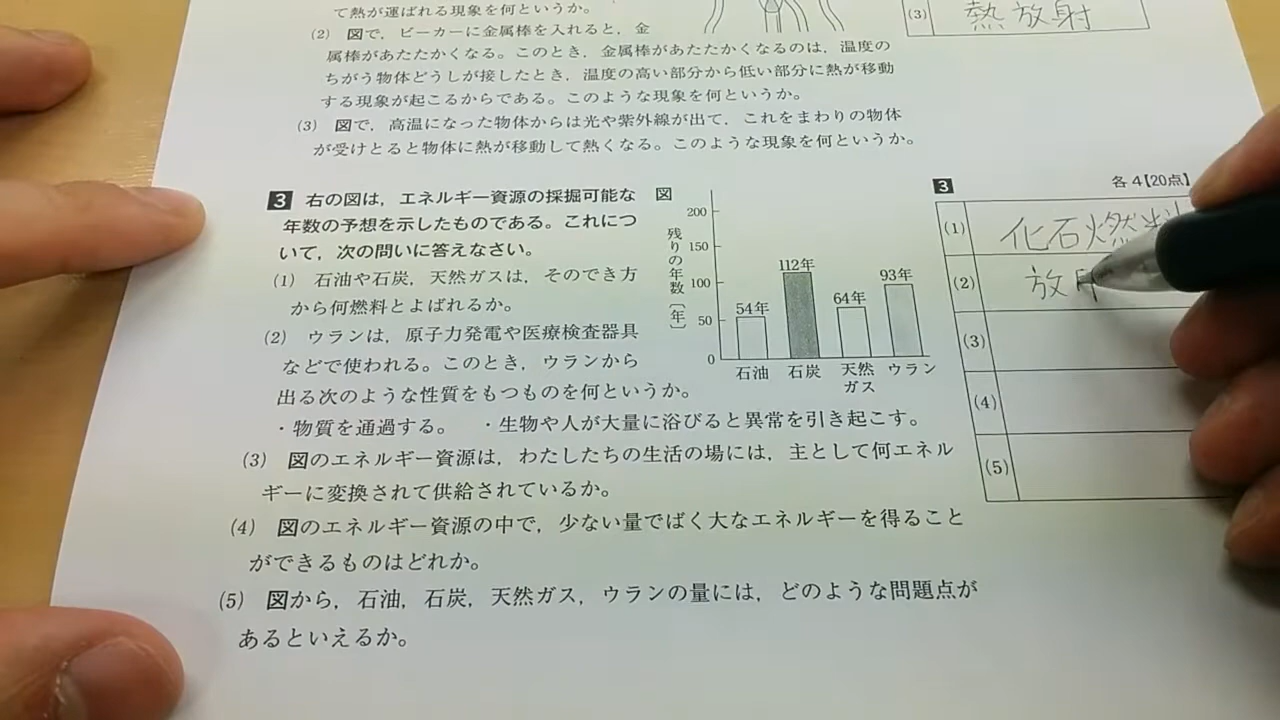 て熱が運ばれる現象を何というか。
(2) 図で，ビーカーに金属棒を入れると，金
属棒があたたかくなる。このとき，金属棒があたたかくなるのは，温度の
ちがう物体どうしが接したとき，温度の高い部分から低い部分に熱が移動
する現象が起こるからである。このような現象を何というか。
(3) 図で，高温になった物体からは光や紫外線が出て，これをまわりの物体
が受けとると物体に熱が移動して熱くなる。このような現象を何というか。
(3) 熱放射
3 右の図は，エネルギー資源の採掘可能な
年数の予想を示したものである。これにつ
いて，次の問いに答えなさい。
(1) 石油や石炭，天然ガスは，そのでき方
から何燃料とよばれるか。
(2) ウランは，原子力発電や医療検査器具
などで使われる。このとき，ウランから
出る次のような性質をもつものを何というか。
・物質を通過する。 ・生物や人が大量に浴びると異常を引き起こす。
(3) 図のエネルギー資源は，わたしたちの生活の場には，主として何エネル
ギーに変換されて供給されているか。
(4) 図のエネルギー資源の中で，少ない量でばく大なエネルギーを得ること
ができるものはどれか。
(5) 図から，石油，石炭，天然ガス，ウランの量には，どのような問題点が
あるといえるか。
図
残りの年数〔年〕
200
150
100
50
0
54年
112年
64年
93年
石油
石炭
天然
ガス
ウラン
3 各4【20点】
(1) 化石燃料
(2) 放
(3)
(4)
(5)